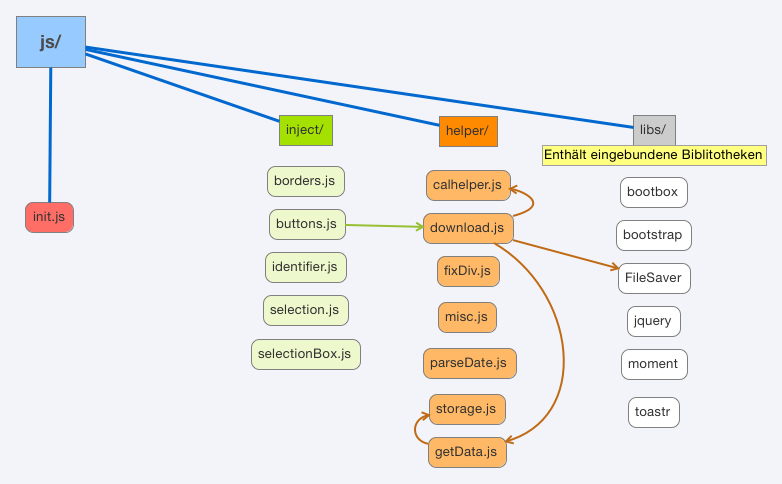 js/
init.js
inject/
borders.js
buttons.js
identifier.js
selection.js
selectionBox.js
helper/
calhelper.js
download.js
fixDiv.js
misc.js
parseDate.js
storage.js
getData.js
libs/
Enthält eingebundene Biblitotheken
bootbox
bootstrap
FileSaver
jquery
moment
toastr